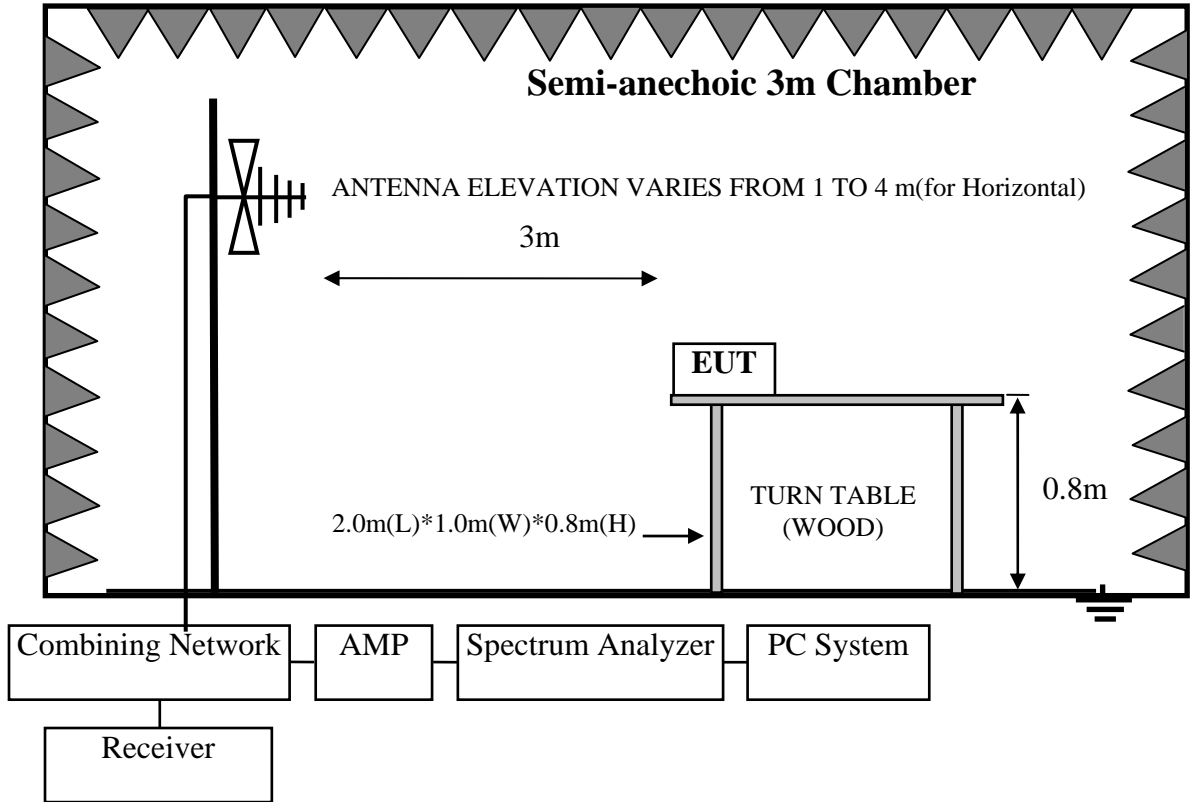 Semi-anechoic 3m Chamber
ANTENNA ELEVATION VARIES FROM 1 TO 4 m(for Horizontal)
3m
EUT
TURN TABLE
(WOOD)
0.8m
2.0m(L)*1.0m(W)*0.8m(H)
Combining Network
AMP
Spectrum Analyzer
PC System
Receiver